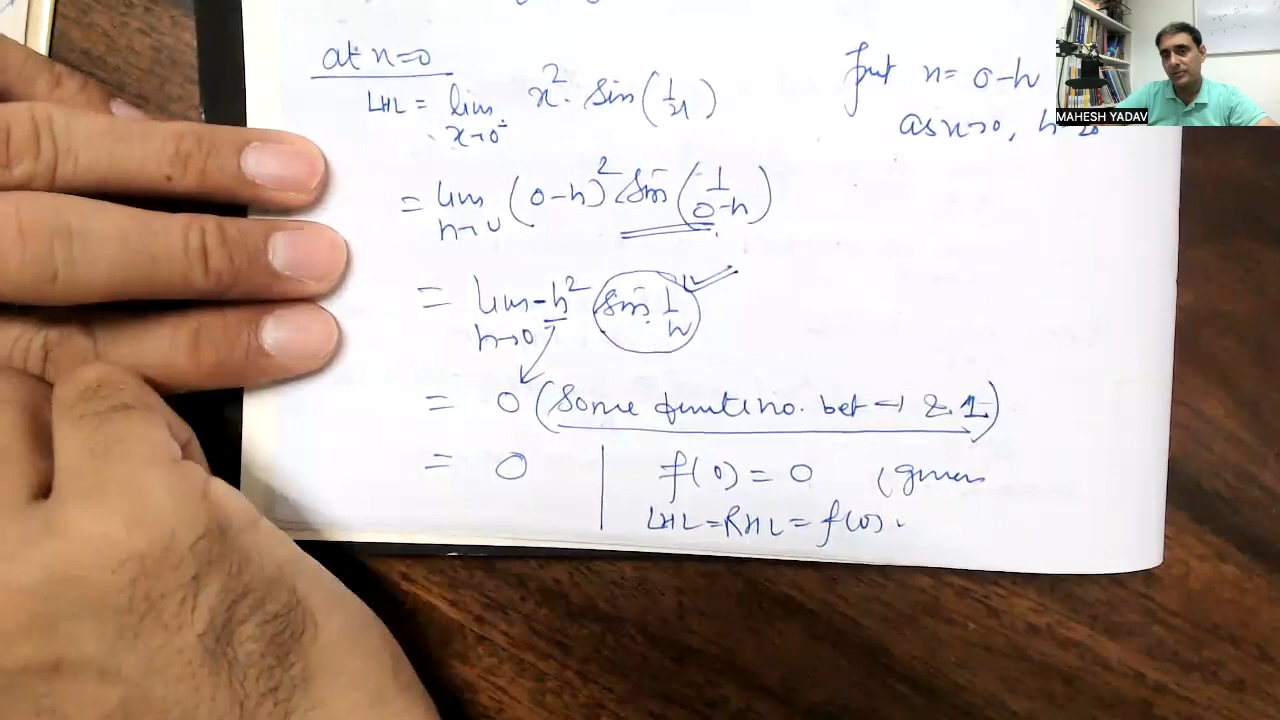 at x=0
LHL = lim x→0⁻ x². sin(1/x)
put x = 0-h
as x→0, h→0
MAHESH YADAV
= lim h→0 (0-h)² sin(1/0-h)
= lim h→0 -h² sin 1/h
= 0 (some functi no. bet -1 & 1)
= 0
f(0) = 0 (given
LHL = RHL = f(0).